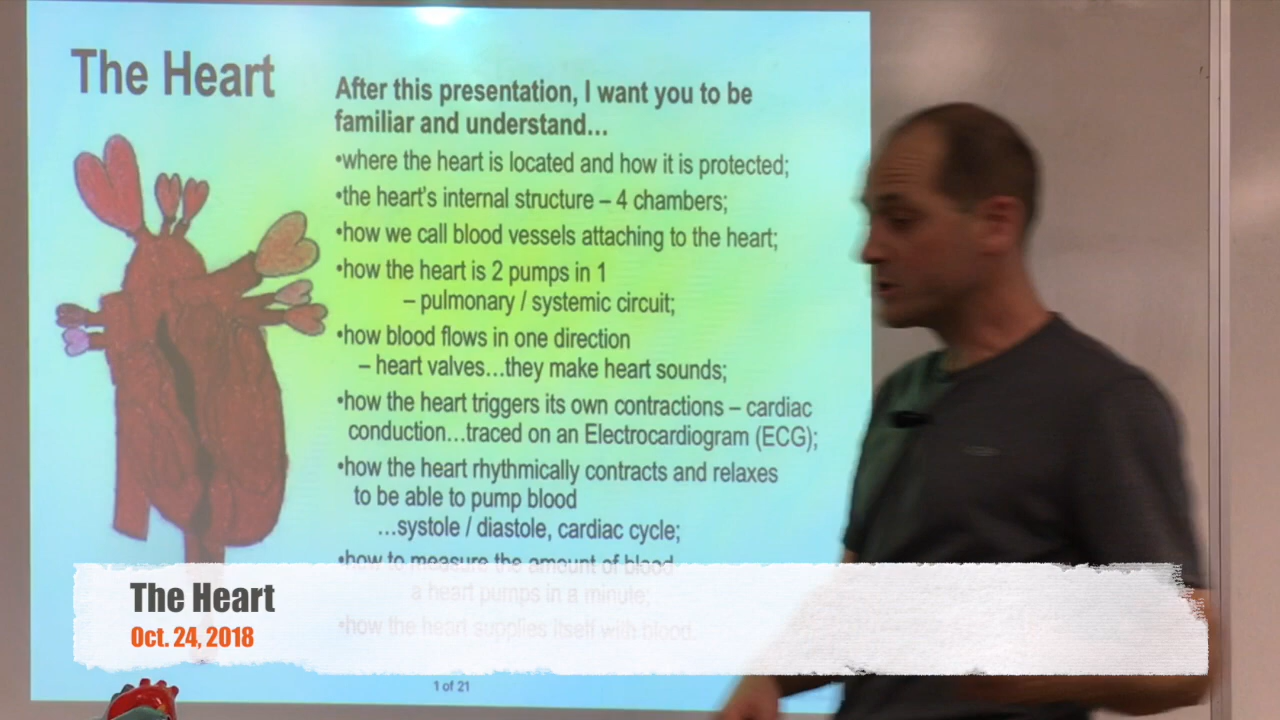 The Heart
After this presentation, I want you to be
familiar and understand…
•where the heart is located and how it is protected;
•the heart's internal structure – 4 chambers;
•how we call blood vessels attaching to the heart;
•how the heart is 2 pumps in 1
– pulmonary / systemic circuit;
•how blood flows in one direction
– heart valves…they make heart sounds;
•how the heart triggers its own contractions – cardiac
conduction…traced on an Electrocardiogram (ECG);
•how the heart rhythmically contracts and relaxes
to be able to pump blood
…systole / diastole, cardiac cycle;
•how to measure the amount of blood
a heart pumps in a minute;
•how the heart supplies itself with blood.
The Heart
Oct. 24, 2018
1 of 21